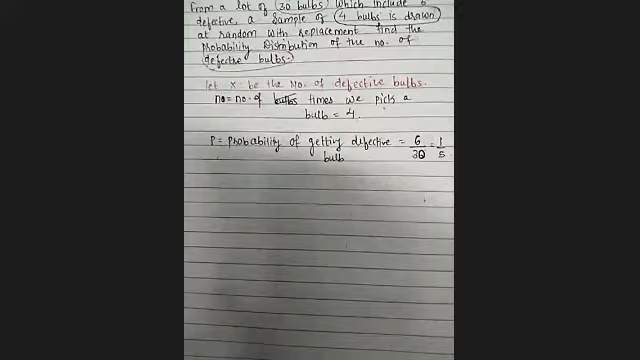 From a lot of 30 bulbs which include 6
defective, a sample of 4 bulbs is drawn
at random with replacement find the
probability Distribution of the no. of
defective bulbs.
let X be the No. of defective bulbs.
no = no. of bulbs times we pick a
bulb = 4.
P = probability of getting defective = 6/30 = 1/5
bulb